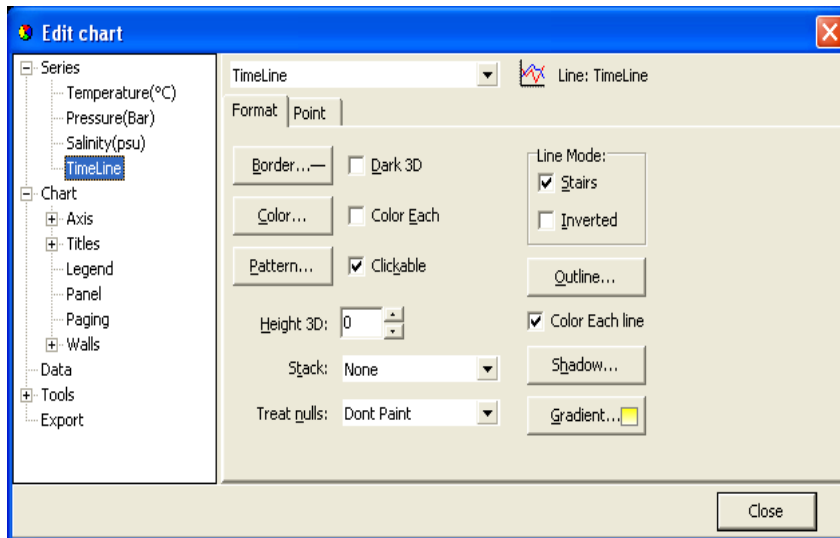 Edit chart
Series
Temperature(°C)
Pressure(Bar)
Salinity(psu)
TimeLine
Chart
Axis
Titles
Legend
Panel
Paging
Walls
Data
Tools
Export
TimeLine
Line: TimeLine
Format
Point
Border...
Dark 3D
Color...
Color Each
Pattern...
Clickable
Height 3D: 0
Stack: None
Treat nulls: Dont Paint
Line Mode:
Stairs
Inverted
Outline...
Color Each line
Shadow...
Gradient...
Close